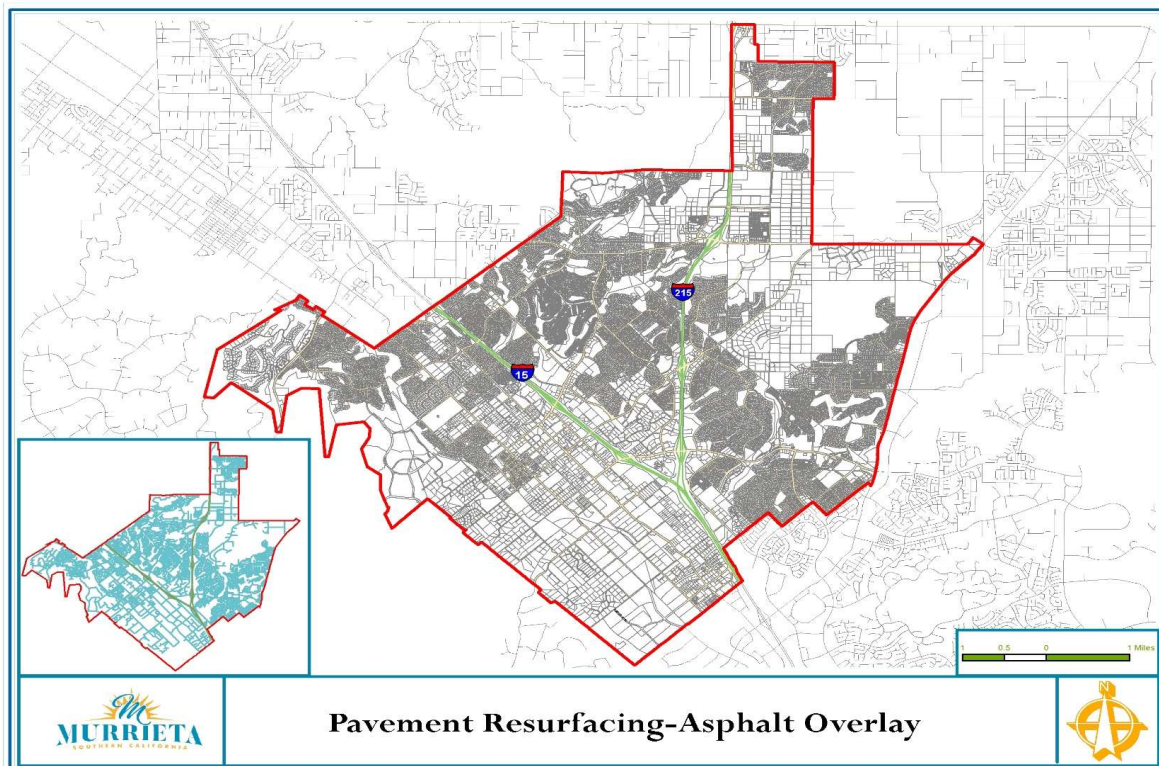 215
15
1 0.5 0 1 Miles
M
MURRIETA
SOUTHERN CALIFORNIA
Pavement Resurfacing-Asphalt Overlay
N